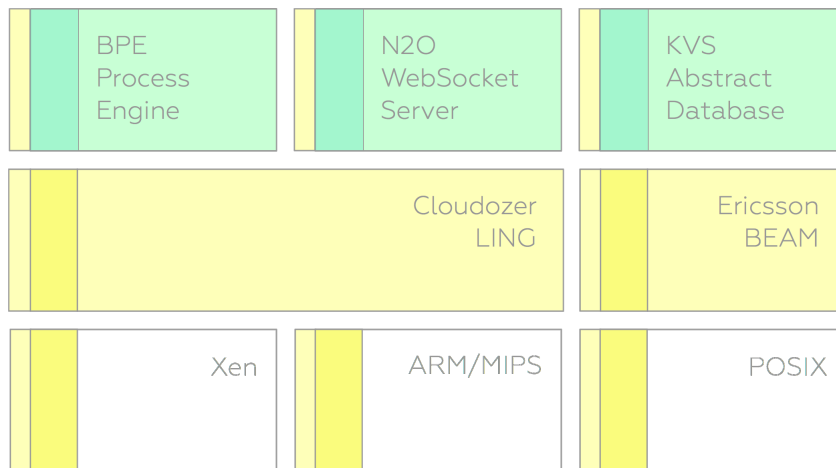 BPE
Process
Engine
N2O
WebSocket
Server
KVS
Abstract
Database
Cloudozer
LING
Ericsson
BEAM
Xen
ARM/MIPS
POSIX